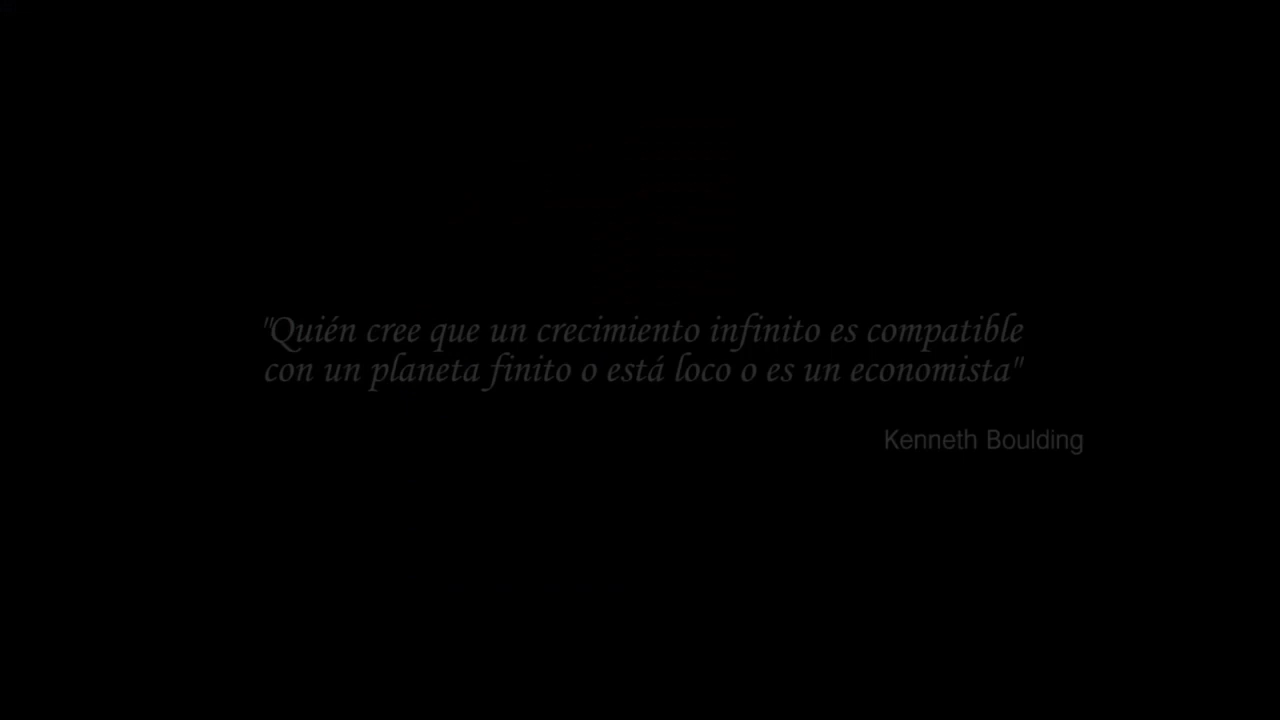 "Quién cree que un crecimiento infinito es compatible
con un planeta finito o está loco o es un economista"
Kenneth Boulding